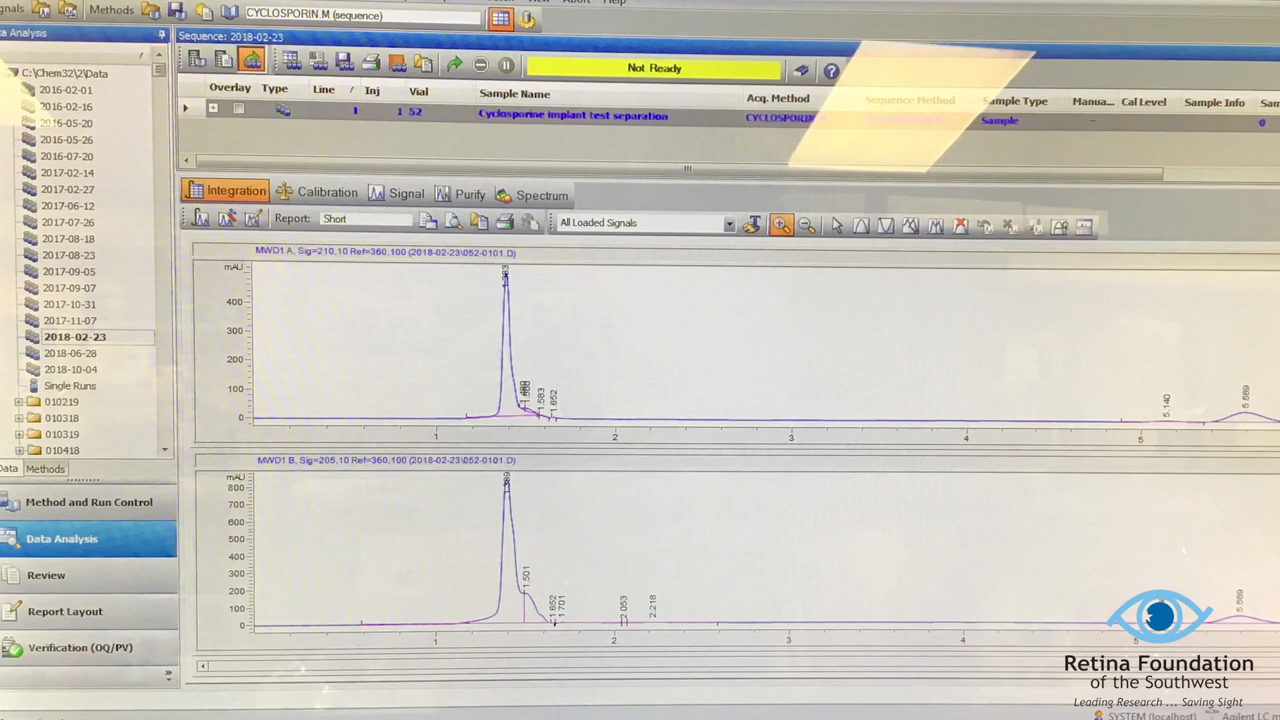 gnals Methods CYCLOSPORIN.M (sequence) View Abort Help
Data Analysis
C:\Chem32\2\Data
2016-02-01
2016-02-16
2016-05-20
2016-05-26
2016-07-20
2017-02-14
2017-02-27
2017-06-12
2017-07-26
2017-08-18
2017-08-23
2017-09-05
2017-09-07
2017-10-31
2017-11-07
2018-02-23
2018-06-28
2018-10-04
Single Runs
010219
010318
010319
010418
Data Methods
Method and Run Control
Data Analysis
Review
Report Layout
Verification (OQ/PV)
Sequence: 2018-02-23
Not Ready
Overlay Type Line / Inj Vial Sample Name Acq. Method Sequence Method Sample Type Manua... Cal Level Sample Info Sam
1 1 52 Cyclosporine implant test separation CYCLOSPORIN Sample - 0
Integration Calibration Signal Purify Spectrum
Report: Short All Loaded Signals
MWD1 A, Sig=210,10 Ref=360,100 (2018-02-23\052-0101.D)
mAU
400
300
200
100
0
1.583
1.652
5.140
5.589
1 2 3 4 5
MWD1 B, Sig=205,10 Ref=360,100 (2018-02-23\052-0101.D)
mAU
800
700
600
500
400
300
200
100
0
1.501
1.652
1.701
2.053
2.218
5.589
1 2 3 4 5
Retina Foundation
of the Southwest
Leading Research ... Saving Sight
SYSTEM (localhost) Agilent LC